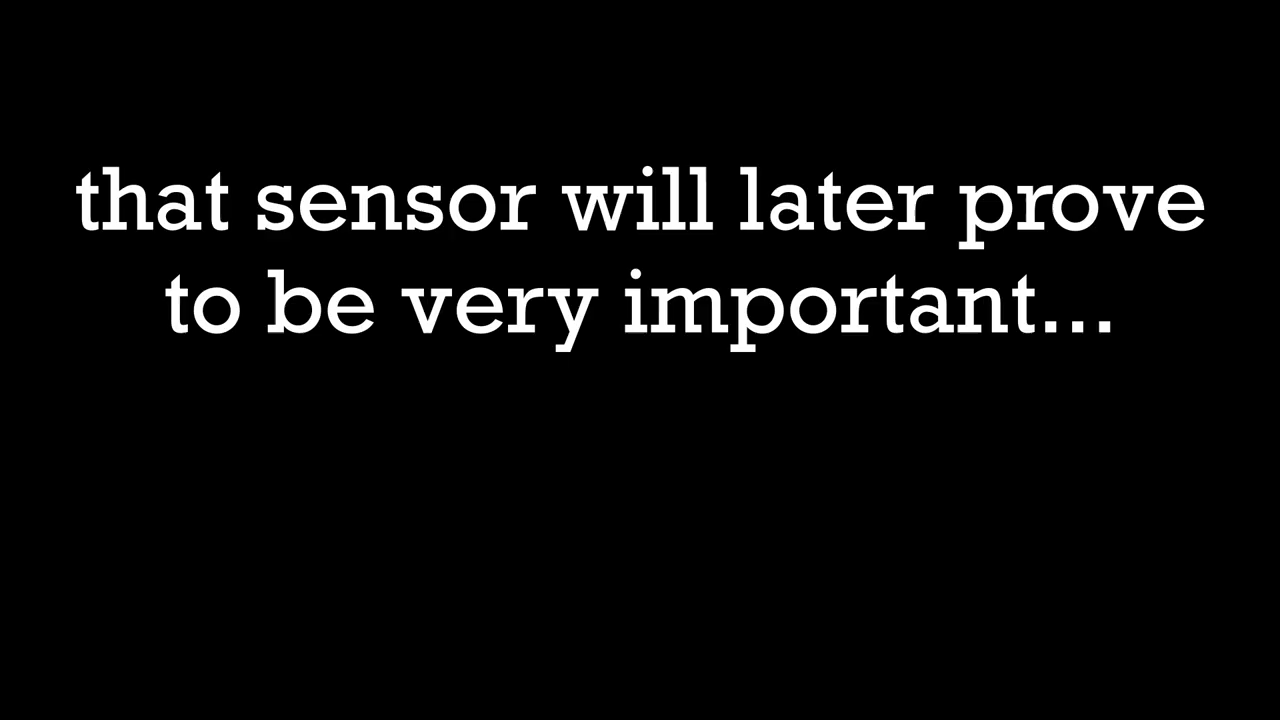 that sensor will later prove
to be very important...